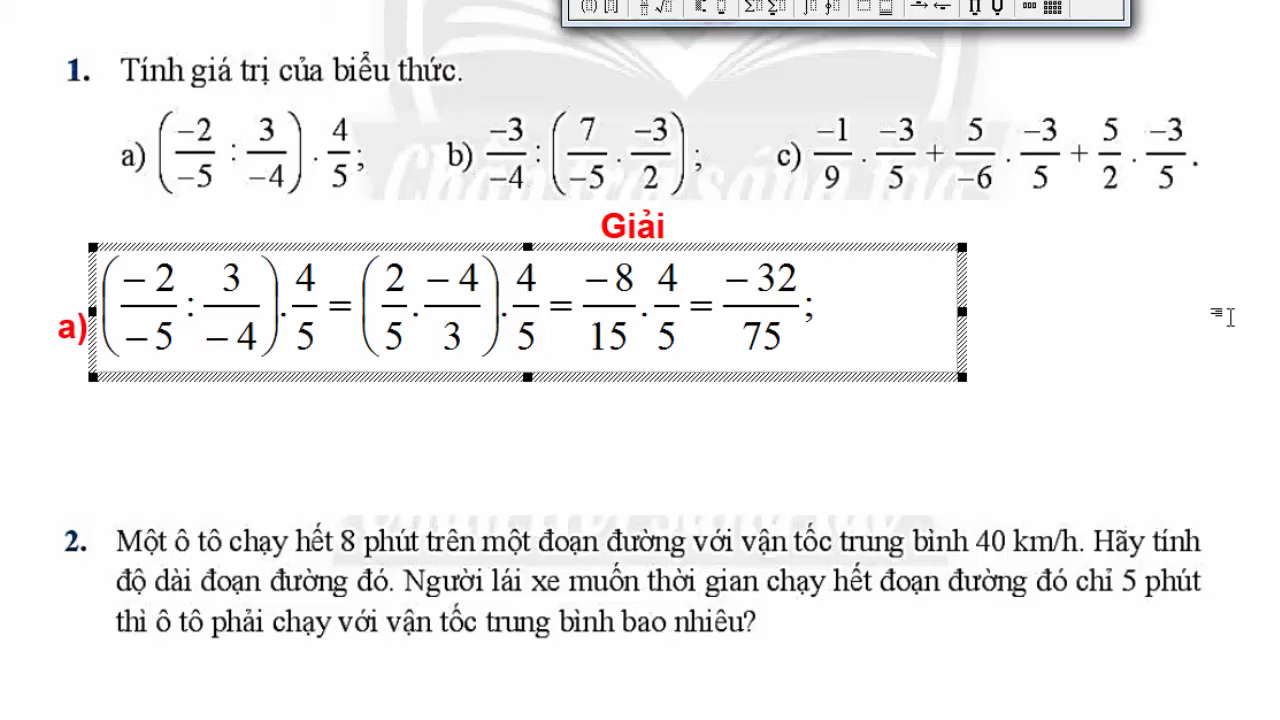 1. Tính giá trị của biểu thức.
a) (−2/−5 : 3/−4) . 4/5; b) −3/−4 : (7/−5 . −3/2); c) −1/9 . −3/5 + 5/−6 . −3/5 + 5/2 . −3/5.
Giải
a) (−2/−5 : 3/−4) . 4/5 = (2/5 . −4/3) . 4/5 = −8/15 . 4/5 = −32/75;
2. Một ô tô chạy hết 8 phút trên một đoạn đường với vận tốc trung bình 40 km/h. Hãy tính
độ dài đoạn đường đó. Người lái xe muốn thời gian chạy hết đoạn đường đó chỉ 5 phút
thì ô tô phải chạy với vận tốc trung bình bao nhiêu?